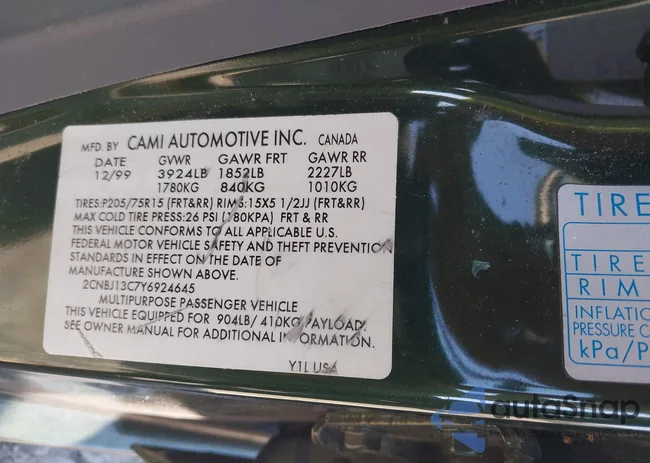 MFD. BY CAMI AUTOMOTIVE INC. CANADA
DATE GVWR GAWR FRT GAWR RR
12/99 3924LB 1852LB 2227LB
1780KG 840KG 1010KG
TIRES:P205/75R15 (FRT&RR) RIMS:15X5 1/2JJ (FRT&RR)
MAX COLD TIRE PRESS:26 PSI (180KPA) FRT & RR
THIS VEHICLE CONFORMS TO ALL APPLICABLE U.S.
FEDERAL MOTOR VEHICLE SAFETY AND THEFT PREVENTION
STANDARDS IN EFFECT ON THE DATE OF
MANUFACTURE SHOWN ABOVE.
2CNBJ13C7Y6924645
MULTIPURPOSE PASSENGER VEHICLE
THIS VEHICLE EQUIPPED FOR 904LB/ 410KG PAYLOAD.
SEE OWNER MANUAL FOR ADDITIONAL INFORMATION.
Y1L USA
TIRE
TIRE
RIM
INFLATIO
PRESSURE C
kPa/P
autoSnap